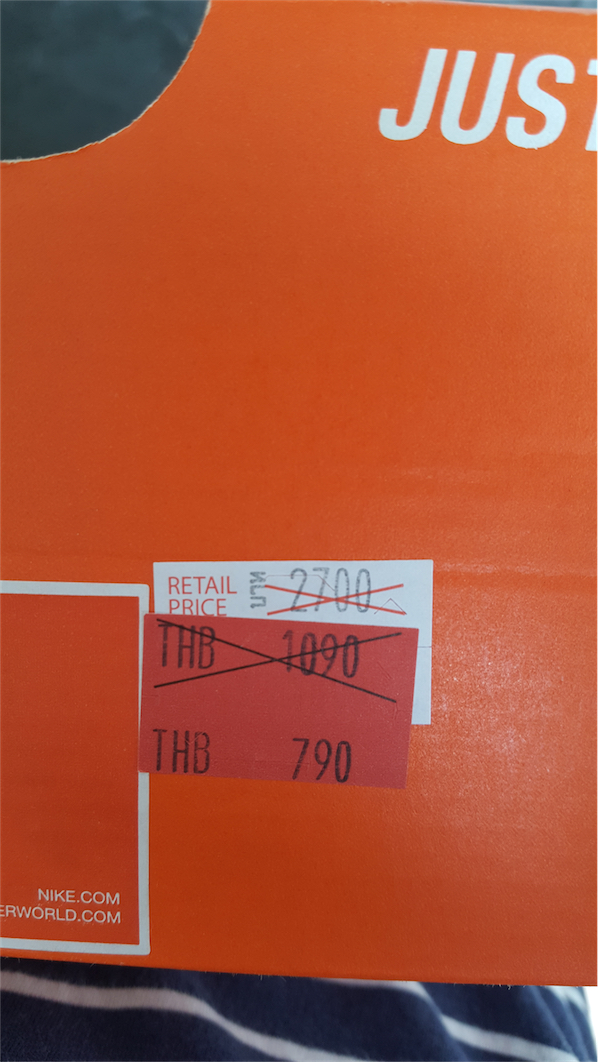 JUST
RETAIL บาท 2700
PRICE
THB 1090
THB 790
NIKE.COM
ERWORLD.COM